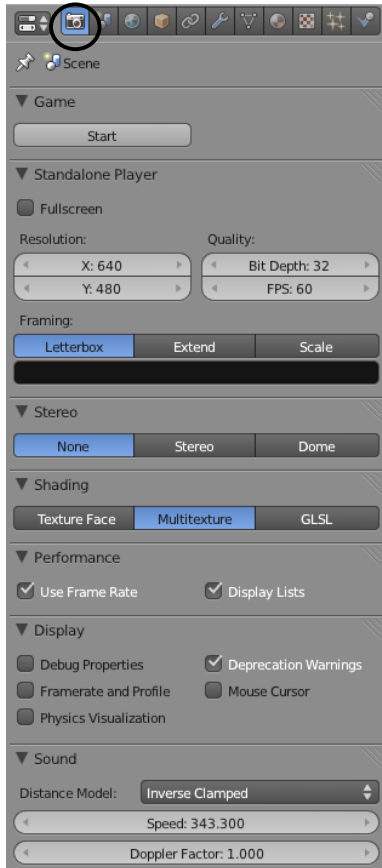 Scene
Game
Start
Standalone Player
Fullscreen
Resolution: Quality:
X: 640 Bit Depth: 32
Y: 480 FPS: 60
Framing:
Letterbox Extend Scale
Stereo
None Stereo Dome
Shading
Texture Face Multitexture GLSL
Performance
Use Frame Rate Display Lists
Display
Debug Properties Deprecation Warnings
Framerate and Profile Mouse Cursor
Physics Visualization
Sound
Distance Model: Inverse Clamped
Speed: 343.300
Doppler Factor: 1.000